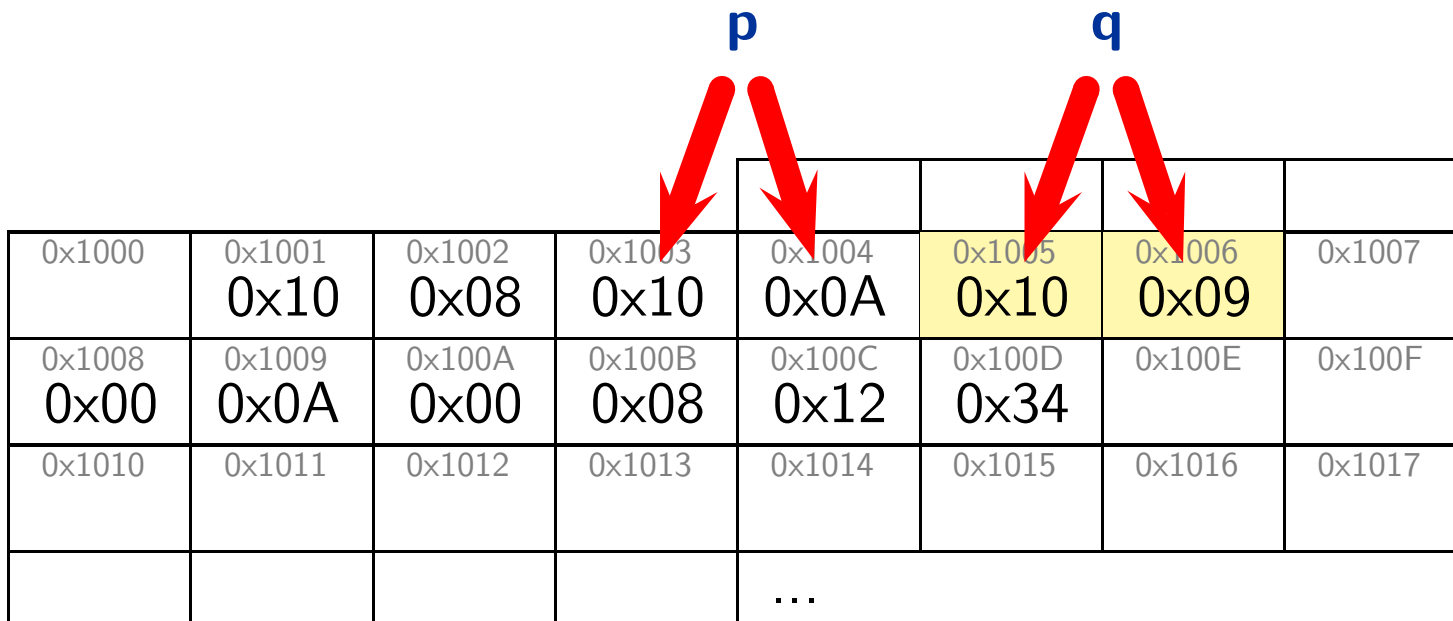 p q
0x1000 0x1001 0x1002 0x1003 0x1004 0x1005 0x1006 0x1007
0x10 0x08 0x10 0x0A 0x10 0x09
0x1008 0x1009 0x100A 0x100B 0x100C 0x100D 0x100E 0x100F
0x00 0x0A 0x00 0x08 0x12 0x34
0x1010 0x1011 0x1012 0x1013 0x1014 0x1015 0x1016 0x1017
...